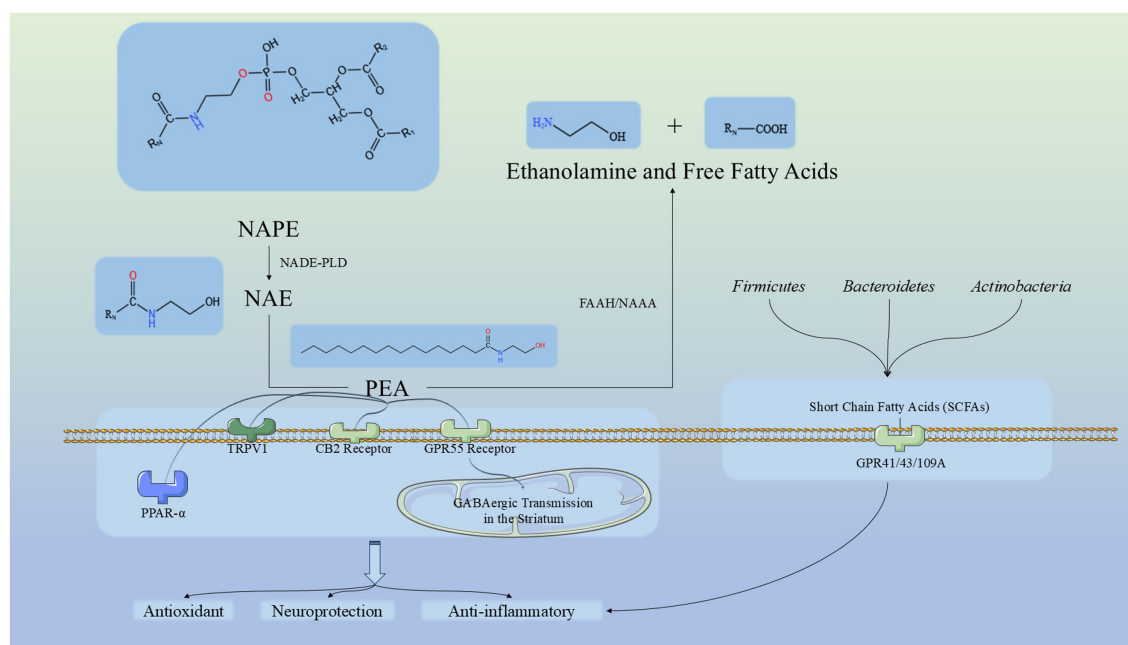 OH
R₂
O
P
O
O
C
O
O
O
H₂C
CH
O
C
N
H
Rₙ
H₂C
O
C
R₁
O
H₂N
OH
+
Rₙ—COOH
Ethanolamine and Free Fatty Acids
NAPE
NADE-PLD
O
C
Rₙ
N
H
OH
NAE
FAAH/NAAA
Firmicutes
Bacteroidetes
Actinobacteria
O
N
H
OH
PEA
Short Chain Fatty Acids (SCFAs)
TRPV1
CB2 Receptor
GPR55 Receptor
GPR41/43/109A
PPAR-α
GABAergic Transmission
in the Striatum
Antioxidant
Neuroprotection
Anti-inflammatory